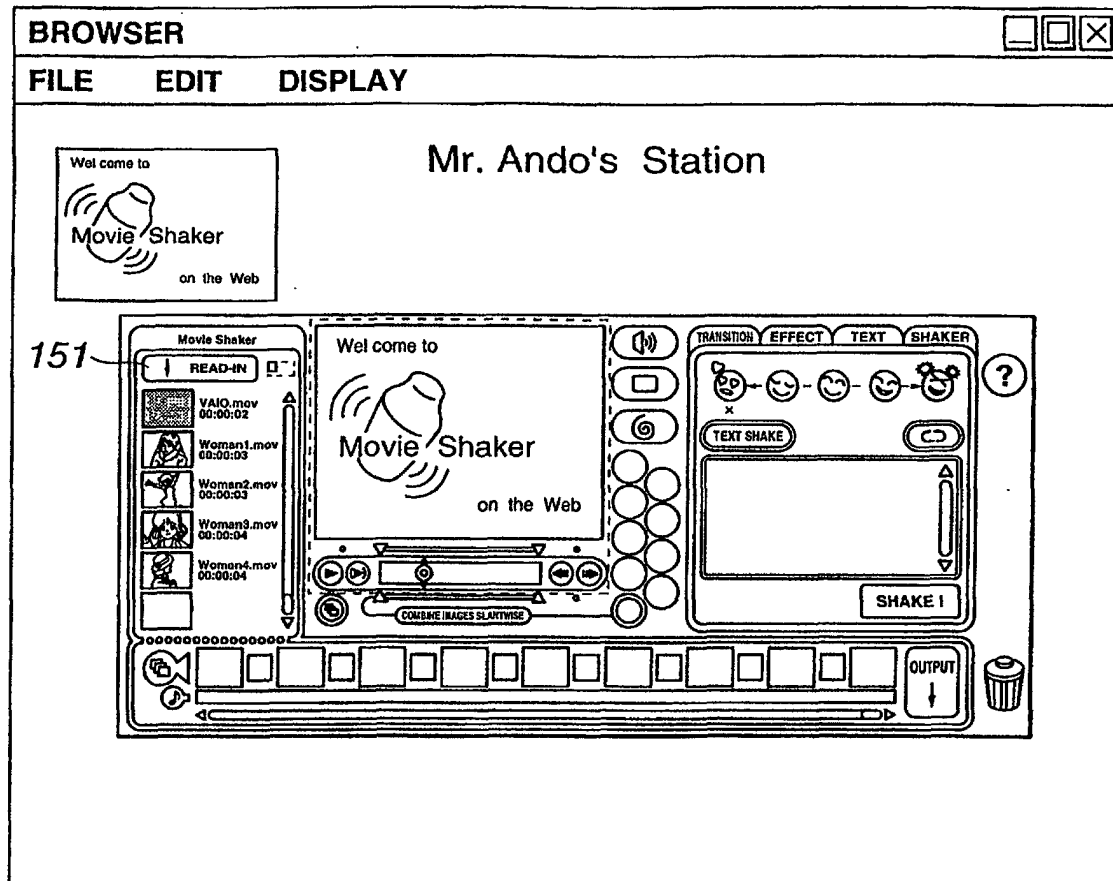 BROWSER
FILE EDIT DISPLAY
Mr. Ando's Station
Wel come to
Movie Shaker
on the Web
151
Movie Shaker
READ-IN
VAIO.mov
00:00:02
Woman1.mov
00:00:03
Woman2.mov
00:00:03
Woman3.mov
00:00:04
Woman4.mov
00:00:04
Wel come to
Movie Shaker
on the Web
COMBINE IMAGES SLANTWISE
TRANSITION EFFECT TEXT SHAKER
?
TEXT SHAKE
SHAKE !
OUTPUT